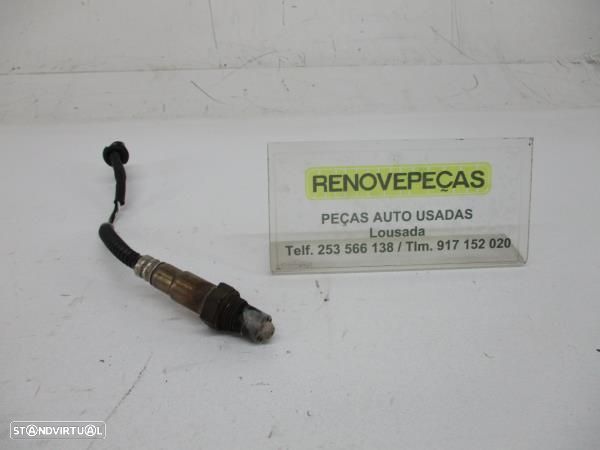 RENOVEPEÇAS
PEÇAS AUTO USADAS
Lousada
Telf. 253 566 138 / Tlm. 917 152 020
STANDVIRTUAL